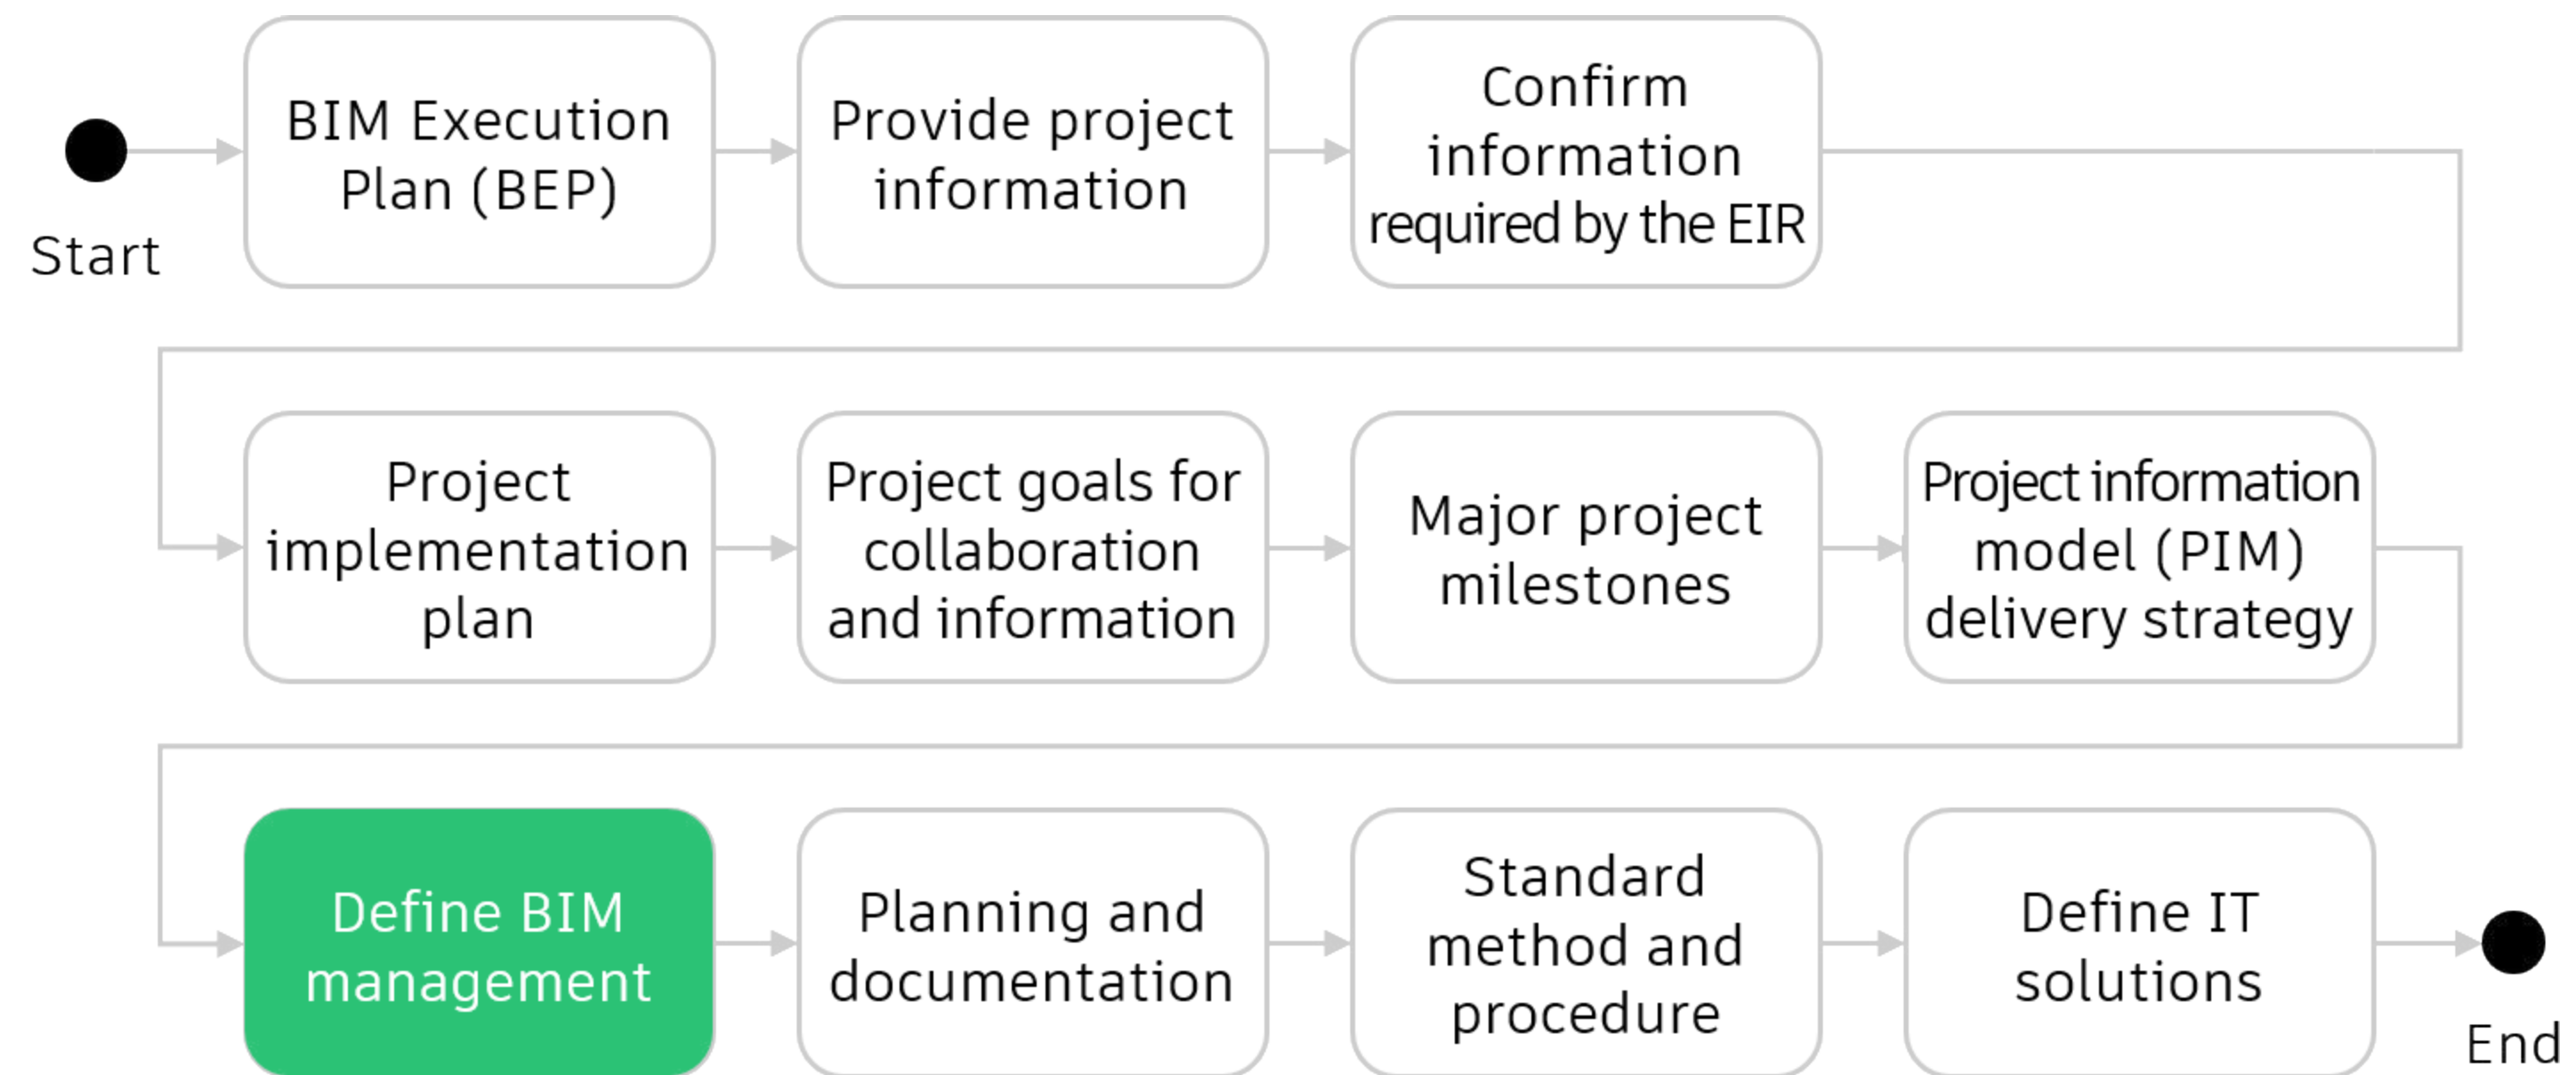 BIM Execution
Plan (BEP)
Provide project
information
Confirm
information
required by the EIR
Start
Project
implementation
plan
Project goals for
collaboration
and information
Major project
milestones
Project information
model (PIM)
delivery strategy
Define BIM
management
Planning and
documentation
Standard
method and
procedure
Define IT
solutions
End